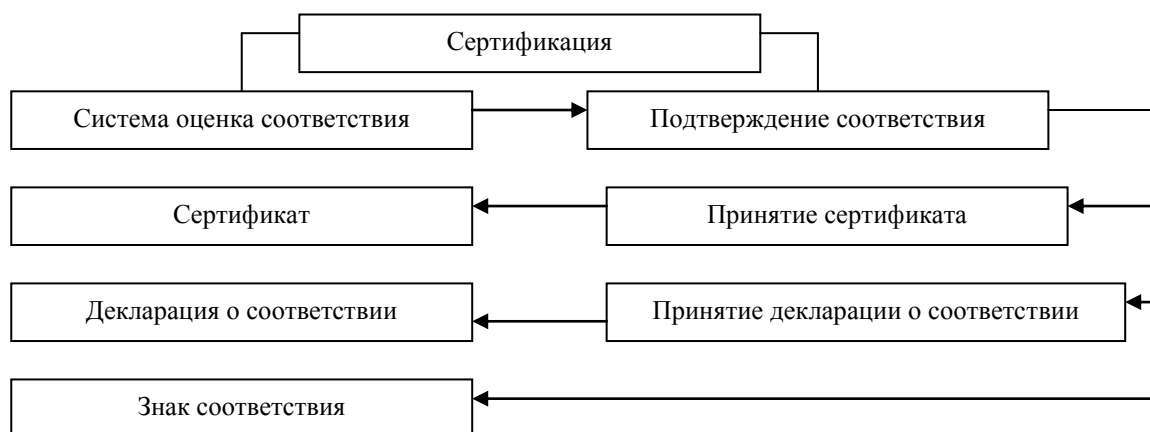 Сертификация
Система оценка соответствия
Подтверждение соответствия
Сертификат
Принятие сертификата
Декларация о соответствии
Принятие декларации о соответствии
Знак соответствия